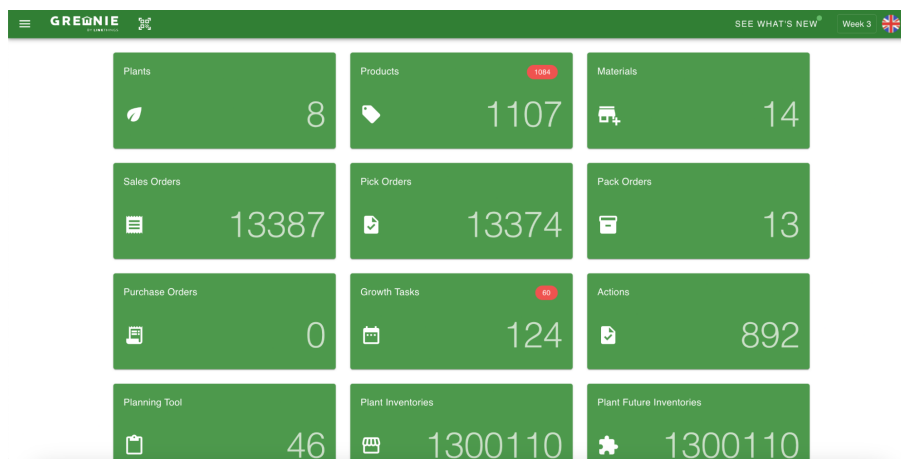 GREENIE
BY LINKTRONICS
SEE WHAT'S NEW
Week 3
Plants
8
Products
1084
1107
Materials
14
Sales Orders
13387
Pick Orders
13374
Pack Orders
13
Purchase Orders
0
Growth Tasks
60
124
Actions
892
Planning Tool
46
Plant Inventories
1300110
Plant Future Inventories
1300110